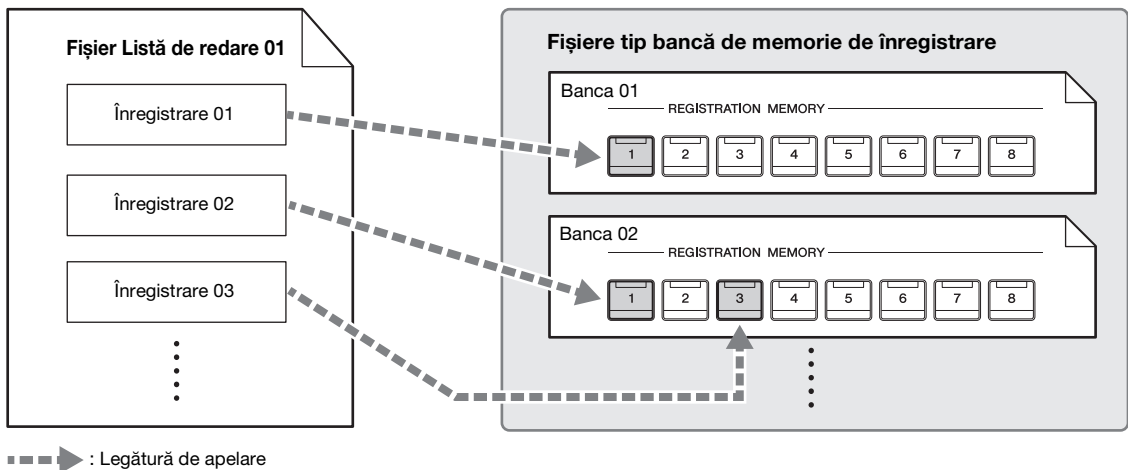 Fișier Listă de redare 01
Înregistrare 01
Înregistrare 02
Înregistrare 03
Fișiere tip bancă de memorie de înregistrare
Banca 01
REGISTRATION MEMORY
1 2 3 4 5 6 7 8
Banca 02
REGISTRATION MEMORY
1 2 3 4 5 6 7 8
: Legătură de apelare